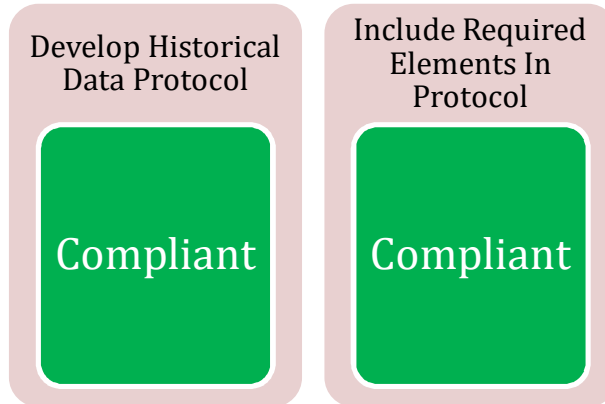 Develop Historical
Data Protocol
Compliant
Include Required
Elements In
Protocol
Compliant